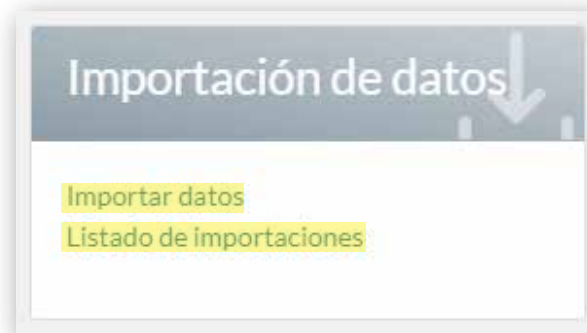 Importación de datos
Importar datos
Listado de importaciones